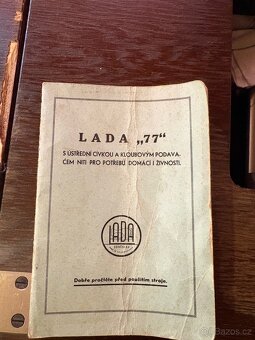 LADA „77“
S ÚSTŘEDNÍ CÍVKOU A KLOUBOVÝM PODAVA-
ČEM NITI PRO POTŘEBU DOMÁCÍ I ŽIVNOSTI.
LADA
Dobře pročtěte před použitím stroje.
Bazos.cz